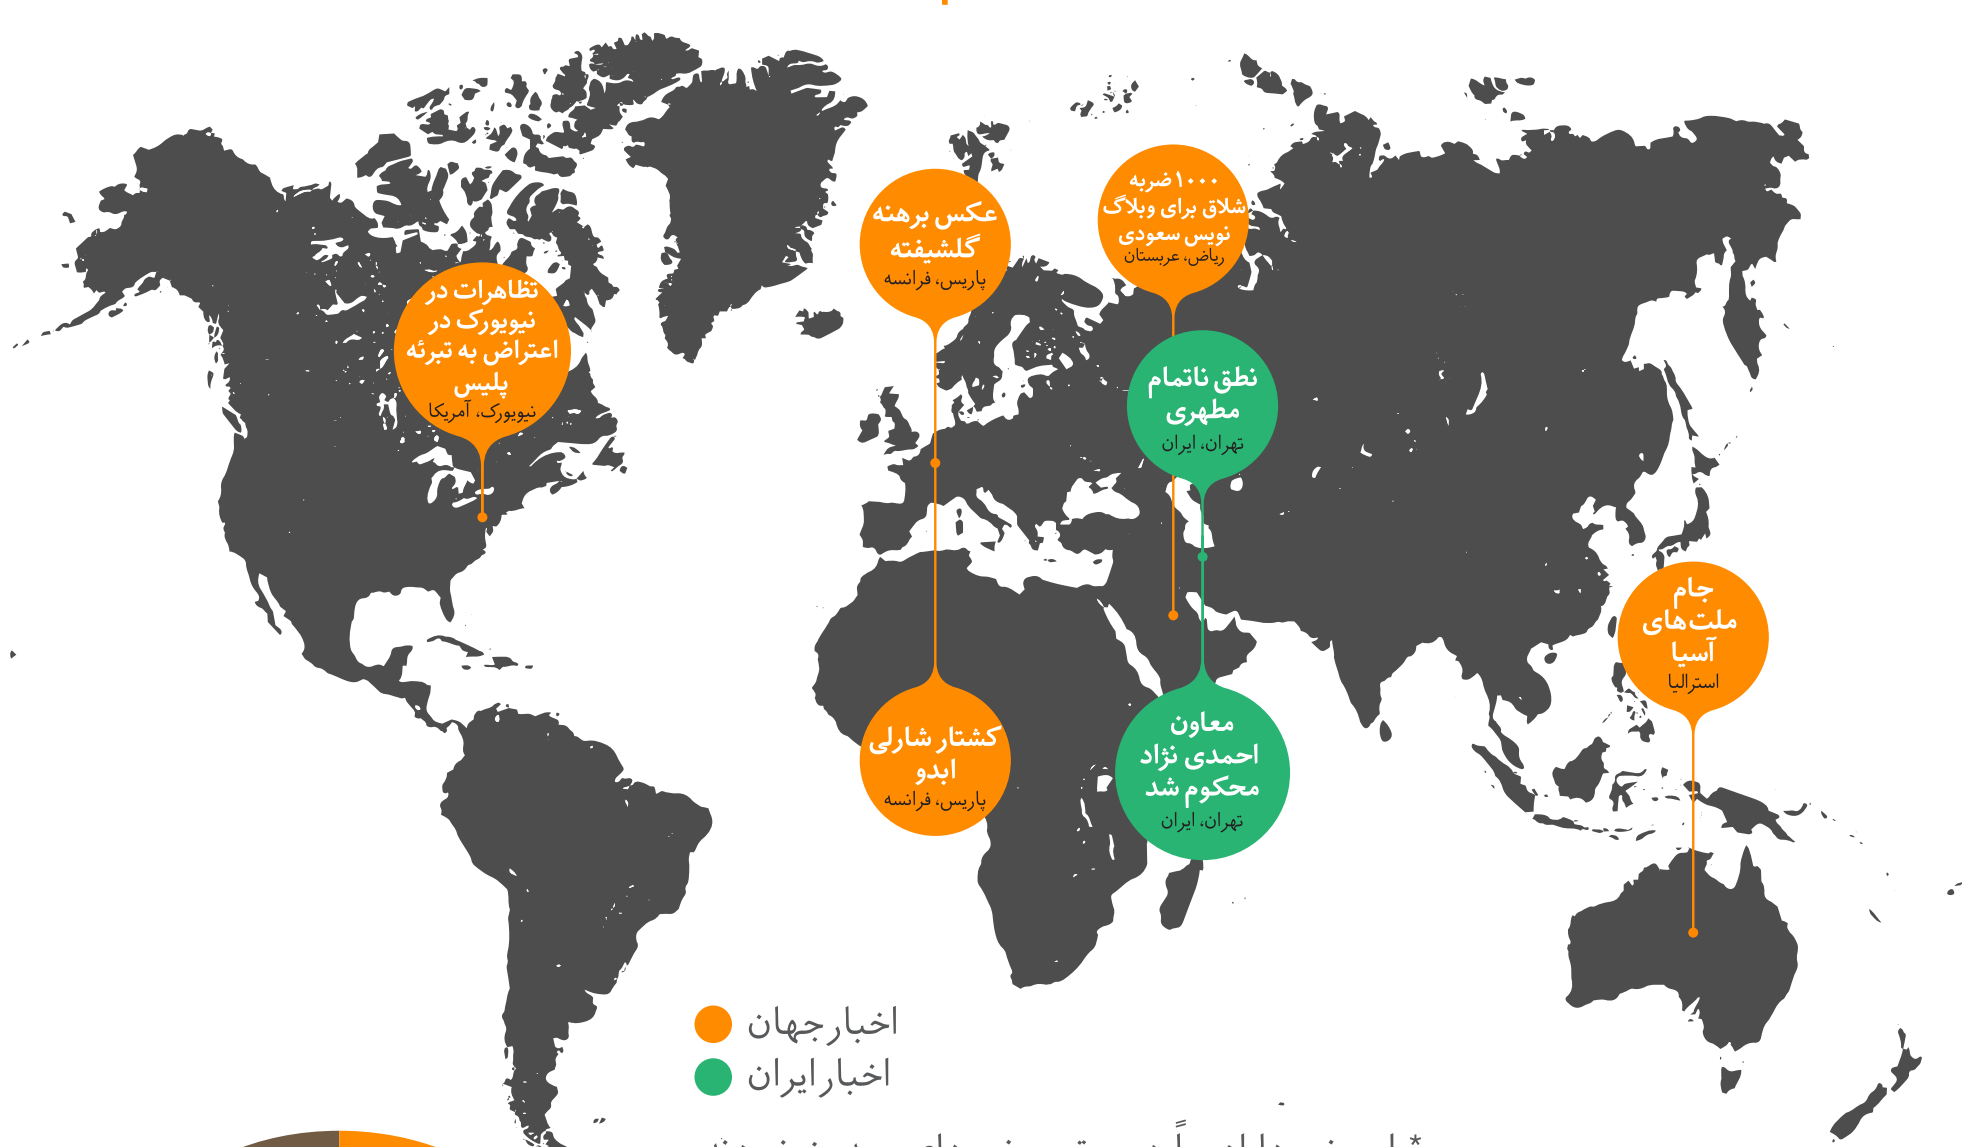 ۱۰۰۰ ضربه
شلاق برای وبلاگ
نویس سعودی
ریاض، عربستان
عکس برهنه
گلشیفته
پاریس، فرانسه
تظاهرات در
نیویورک در
اعتراض به تبرئه
پلیس
نیویورک، آمریکا
نطق ناتمام
مطهری
تهران، ایران
جام
ملت‌های
آسیا
استرالیا
معاون
احمدی نژاد
محکوم شد
تهران، ایران
کشتار شارلی
ابدو
پاریس، فرانسه
اخبار جهان
اخبار ایران